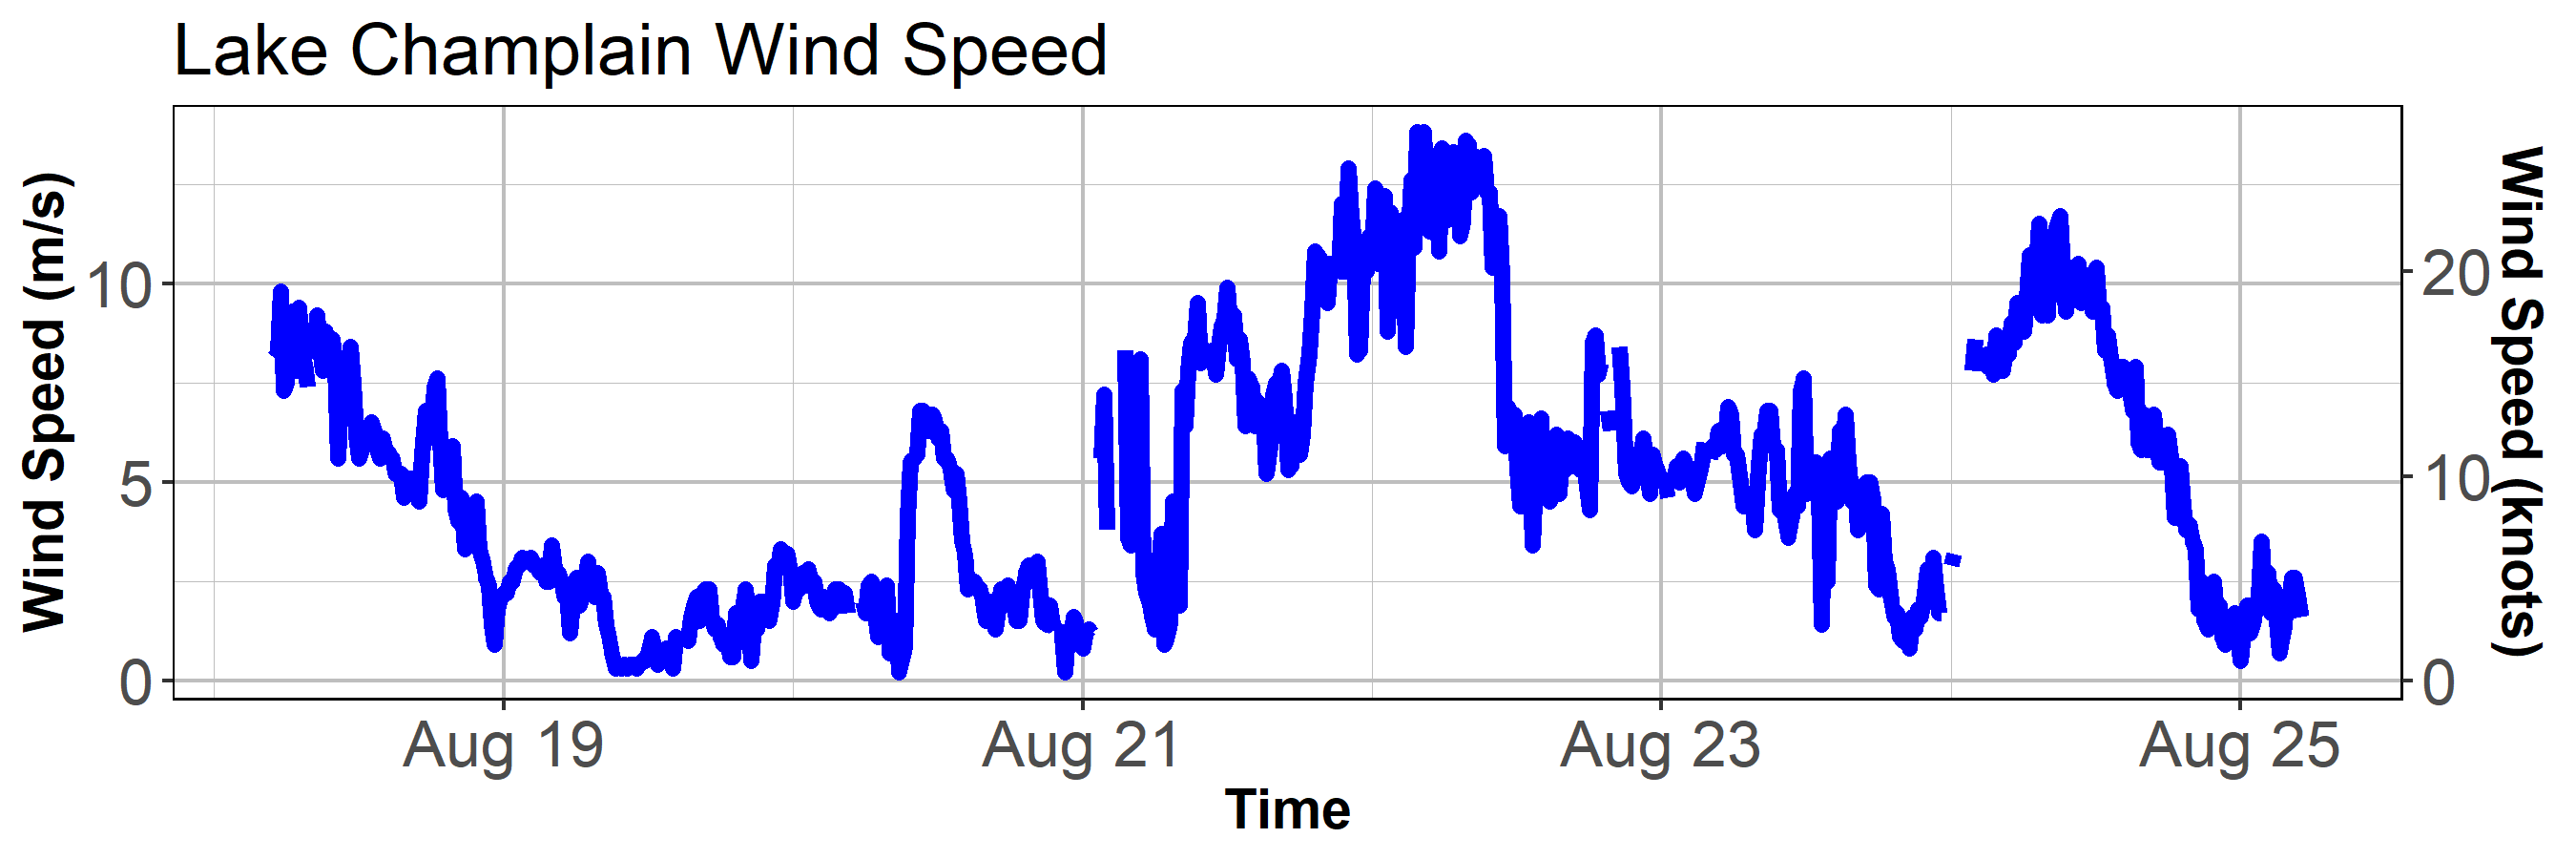 Lake Champlain Wind Speed
Wind Speed (m/s)
10
5
0
20
10
0
Wind Speed (knots)
Aug 19
Aug 21
Aug 23
Aug 25
Time